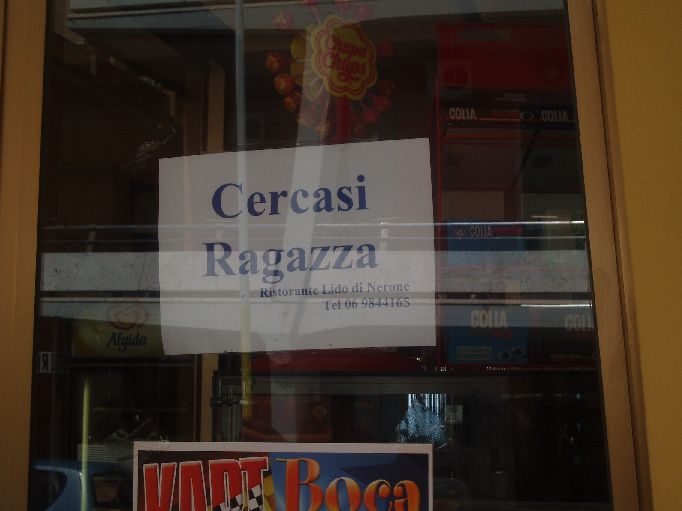 Chupa
Chups
COLIA
COLIA
Cercasi
Ragazza
Ristorante Lido di Nerone
Tel 06 9844165
COLIA
Algida
COLIA
COLIA
KART
Boca